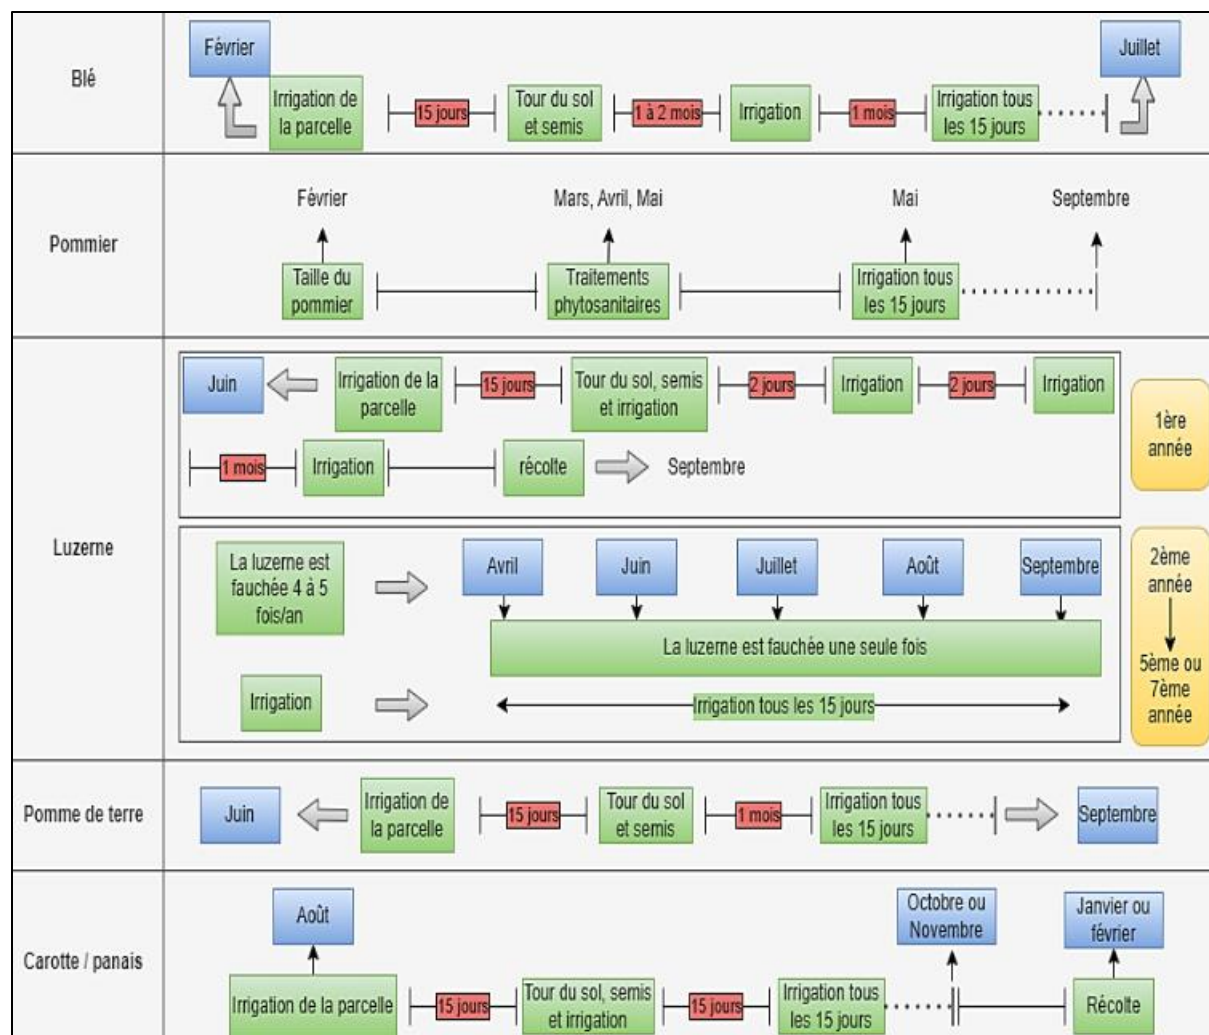 Blé
Février
Juillet
Irrigation de
la parcelle
15 jours
Tour du sol
et semis
1 à 2 mois
Irrigation
1 mois
Irrigation tous
les 15 jours
Pommier
Février
Mars, Avril, Mai
Mai
Septembre
Taille du
pommier
Traitements
phytosanitaires
Irrigation tous
les 15 jours
Luzerne
Juin
Irrigation de la
parcelle
15 jours
Tour du sol, semis
et irrigation
2 jours
Irrigation
2 jours
Irrigation
1 mois
Irrigation
récolte
Septembre
1ère
année
La luzerne est
fauchée 4 à 5
fois/an
Avril
Juin
Juillet
Août
Septembre
La luzerne est fauchée une seule fois
Irrigation
Irrigation tous les 15 jours
2ème
année
5ème ou
7ème
année
Pomme de terre
Juin
Irrigation de
la parcelle
15 jours
Tour du sol
et semis
1 mois
Irrigation tous
les 15 jours
Septembre
Carotte / panais
Août
Octobre ou
Novembre
Janvier ou
février
Irrigation de la parcelle
15 jours
Tour du sol, semis
et irrigation
15 jours
Irrigation tous
les 15 jours
Récolte